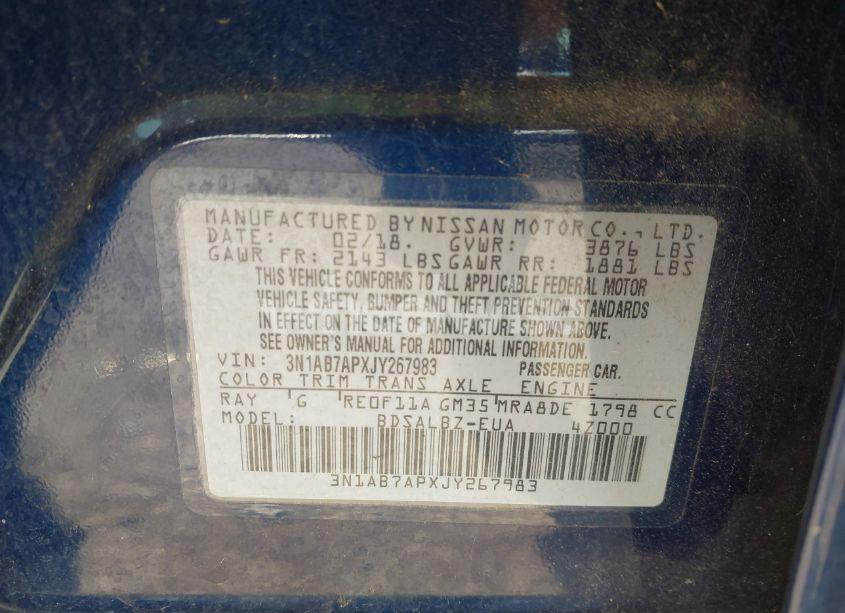 MANUFACTURED BY NISSAN MOTOR CO., LTD.
DATE: 02/18. GVWR: 3876 LBS
GAWR FR: 2143 LBS GAWR RR: 1881 LBS
THIS VEHICLE CONFORMS TO ALL APPLICABLE FEDERAL MOTOR
VEHICLE SAFETY, BUMPER AND THEFT PREVENTION STANDARDS
IN EFFECT ON THE DATE OF MANUFACTURE SHOWN ABOVE.
SEE OWNER'S MANUAL FOR ADDITIONAL INFORMATION.
VIN: 3N1AB7APXJY267983 PASSENGER CAR.
COLOR TRIM TRANS AXLE ENGINE
RAY G RE0F11A GM35 MRA8DE 1798 CC
MODEL: BDSALBZ-EUA 47000
3N1AB7APXJY267983